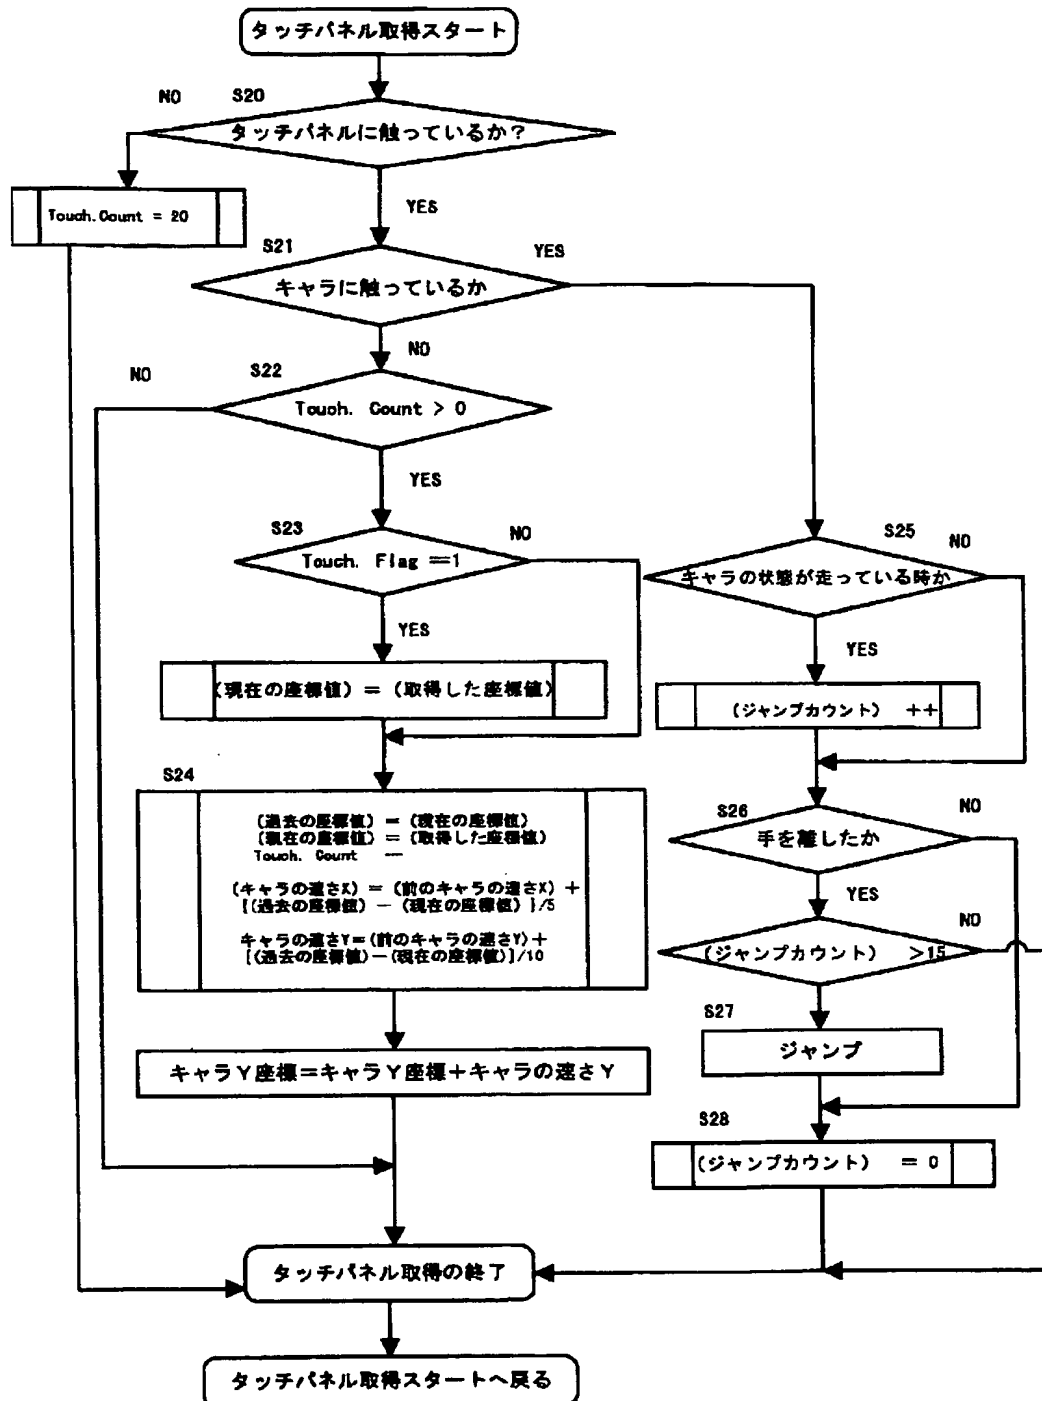 タッチパネル取得スタート
NO
S20
タッチパネルに触っているか？
YES
Touch.Count = 20
S21
YES
キャラに触っているか
NO
NO
S22
Touch. Count > 0
YES
S23
NO
Touch. Flag ==1
S25
NO
キャラの状態が走っている時か
YES
YES
(現在の座標値) = (取得した座標値)
(ジャンプカウント) ++
S24
(過去の座標値) = (現在の座標値)
(現在の座標値) = (取得した座標値)
Touch. Count --
(キャラの速さX) = (前のキャラの速さX) +
[(過去の座標値) - (現在の座標値)]/5
キャラの速さY=(前のキャラの速さY)+
[(過去の座標値)-(現在の座標値)]/10
S26
NO
手を離したか
YES
NO
(ジャンプカウント) >15
S27
ジャンプ
キャラY座標＝キャラY座標＋キャラの速さY
S28
(ジャンプカウント) = 0
タッチパネル取得の終了
タッチパネル取得スタートへ戻る